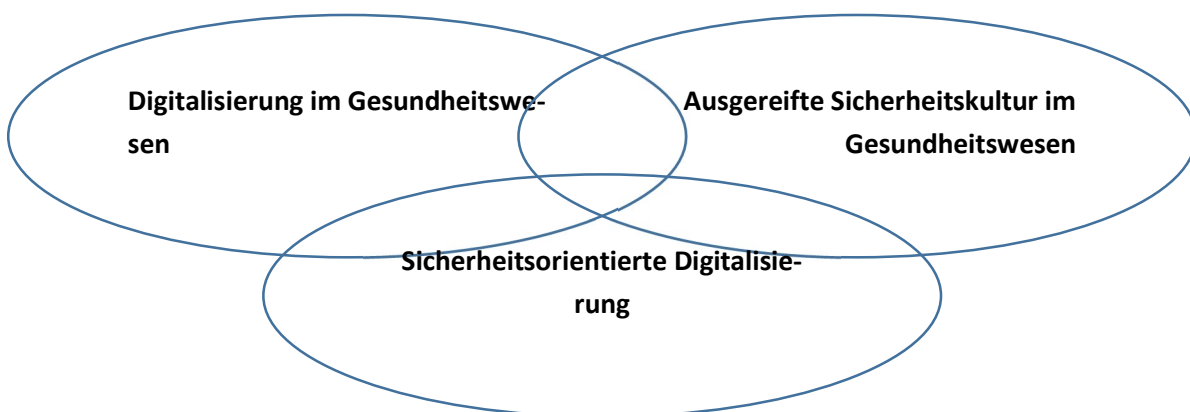 Digitalisierung im Gesundheitswe-
sen
Ausgereifte Sicherheitskultur im
Gesundheitswesen
Sicherheitsorientierte Digitalisie-
rung